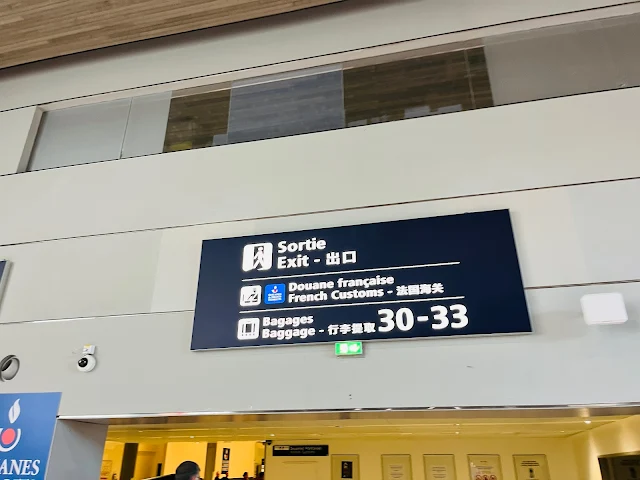 Sortie
Exit - 出口
Douane française
French Customs - 法国海关
Bagages
Baggage - 行李提取 30-33
ANES